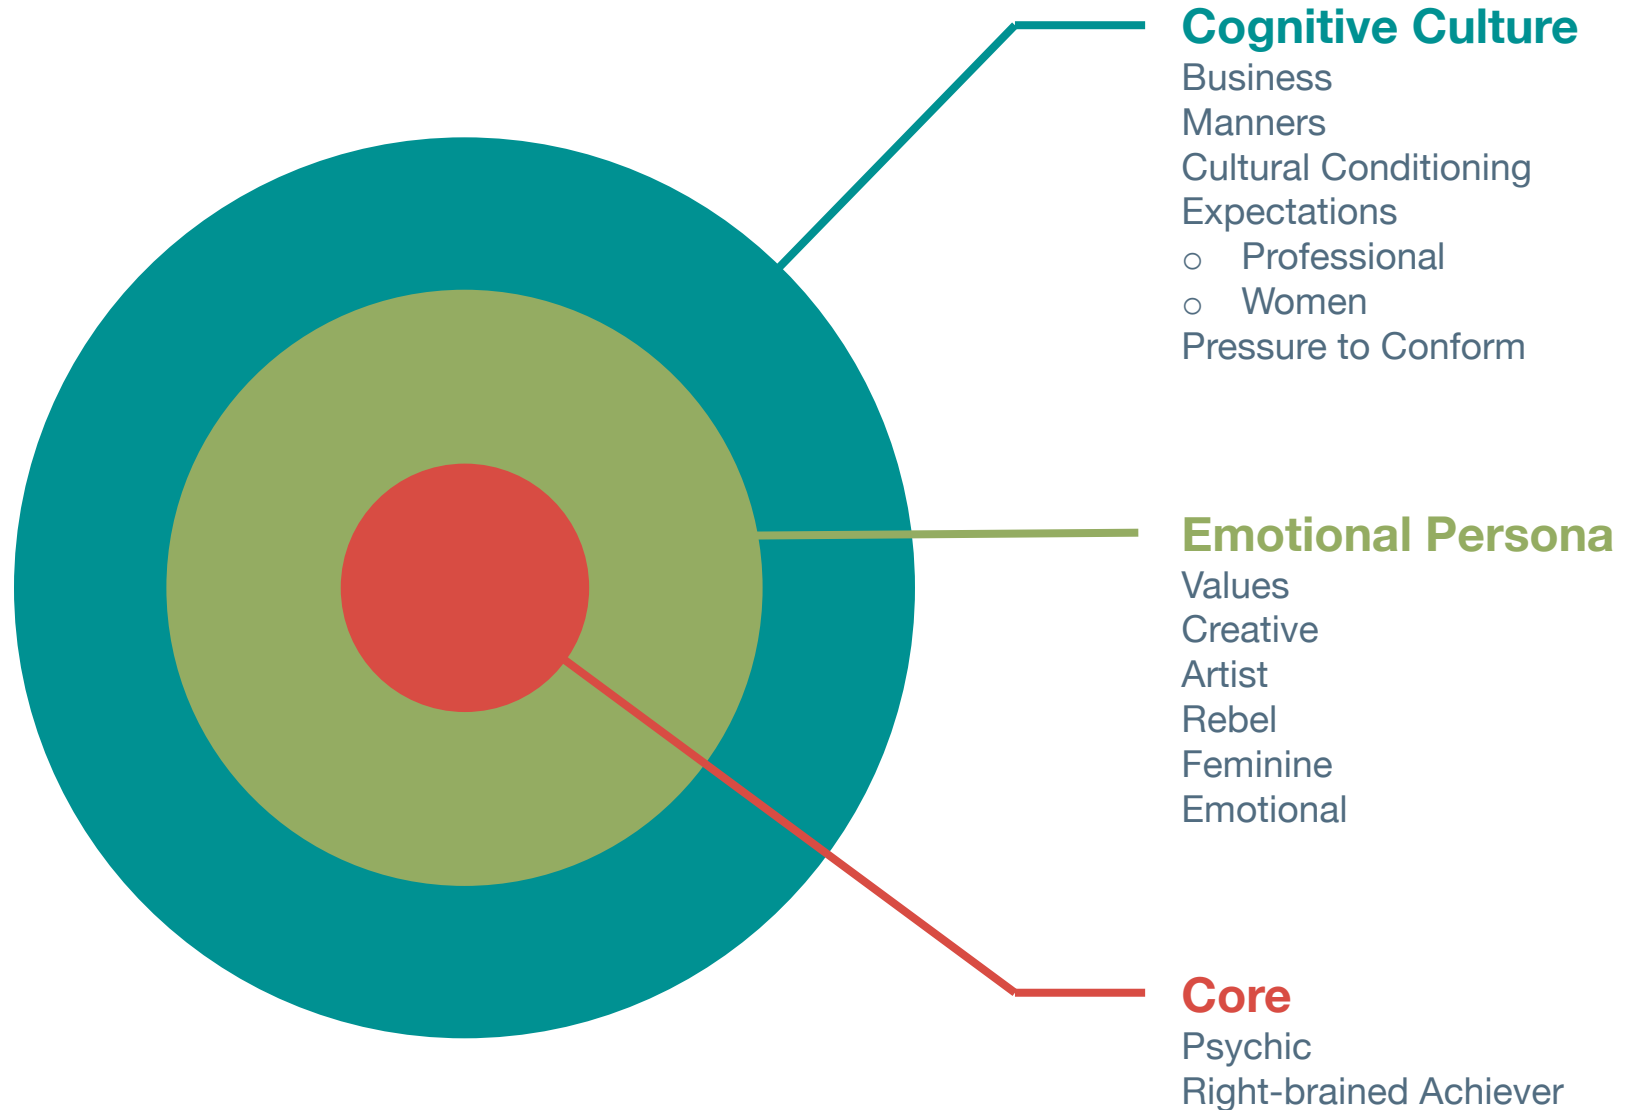 Cognitive Culture
Business
Manners
Cultural Conditioning
Expectations
○ Professional
○ Women
Pressure to Conform
Emotional Persona
Values
Creative
Artist
Rebel
Feminine
Emotional
Core
Psychic
Right-brained Achiever